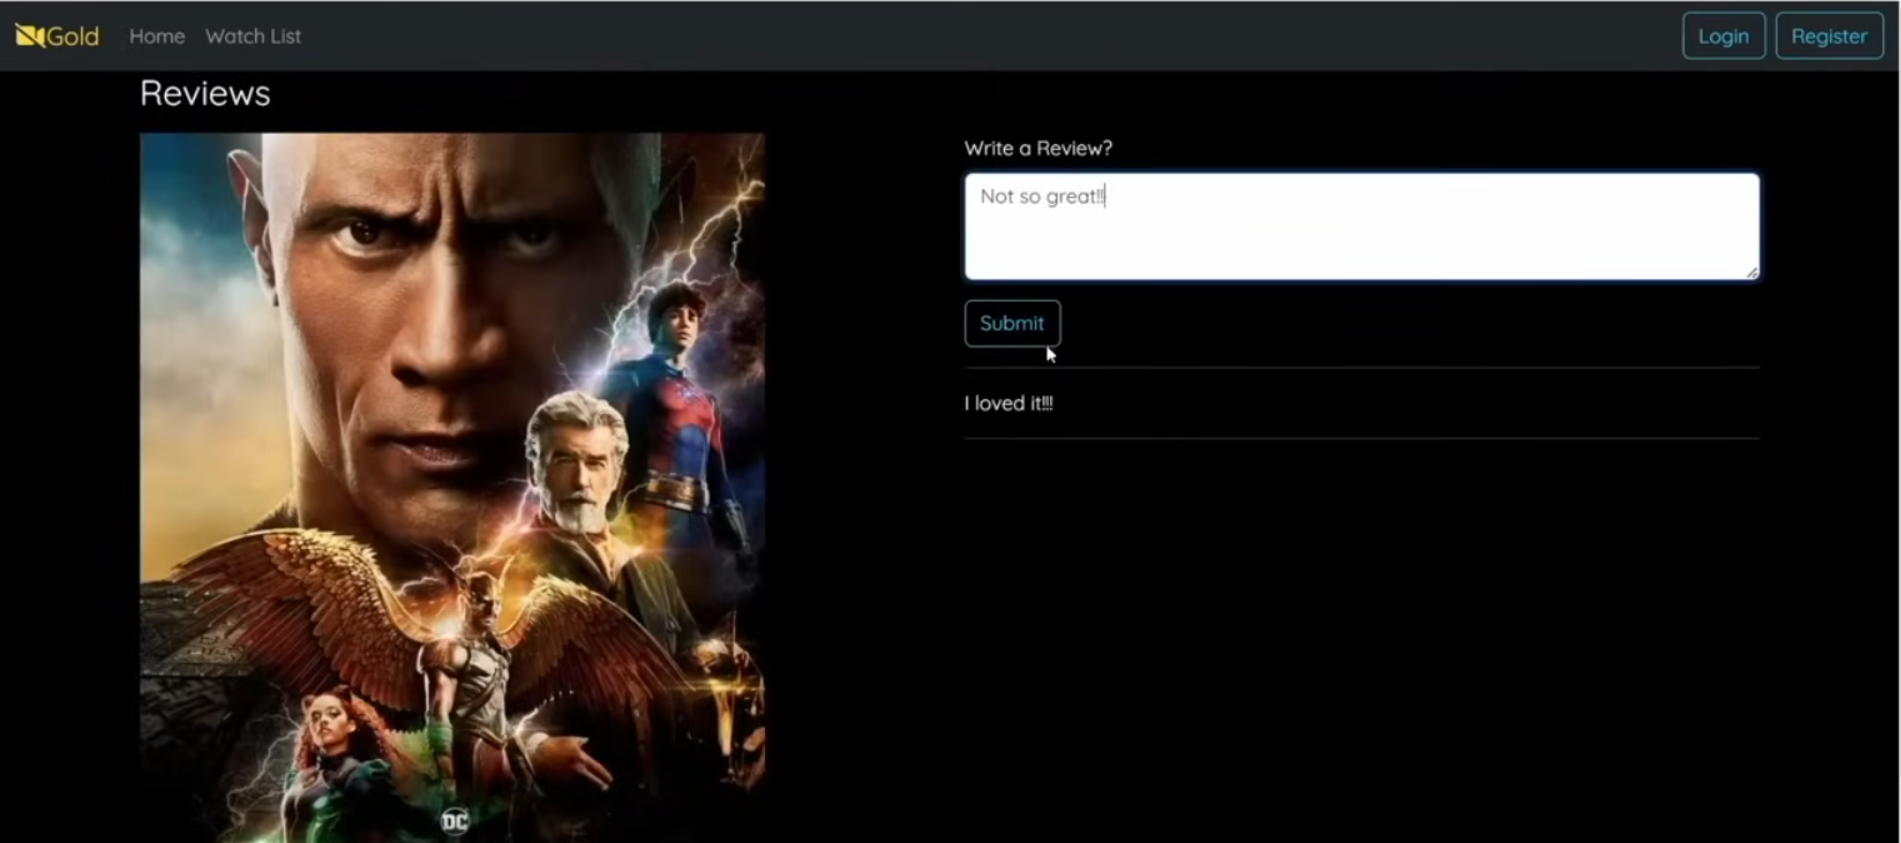 Gold Home Watch List Login Register
Reviews
Write a Review?
Not so great!!
Submit
I loved it!!!
DC